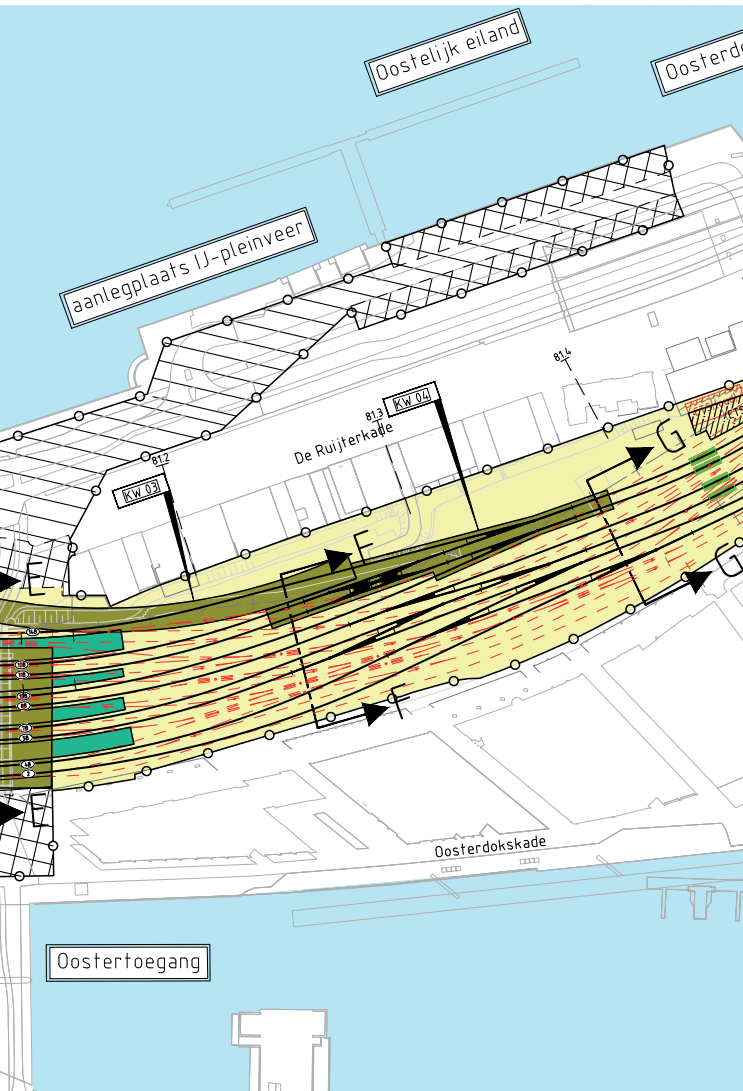 Oostelijk eiland
aanlegplaats IJ-pleinveer
81.4
KW 04
81.3
De Ruijterkade
81.2
KW 03
G
F
E
G
F
E
Oosterdokskade
Oostertoegang